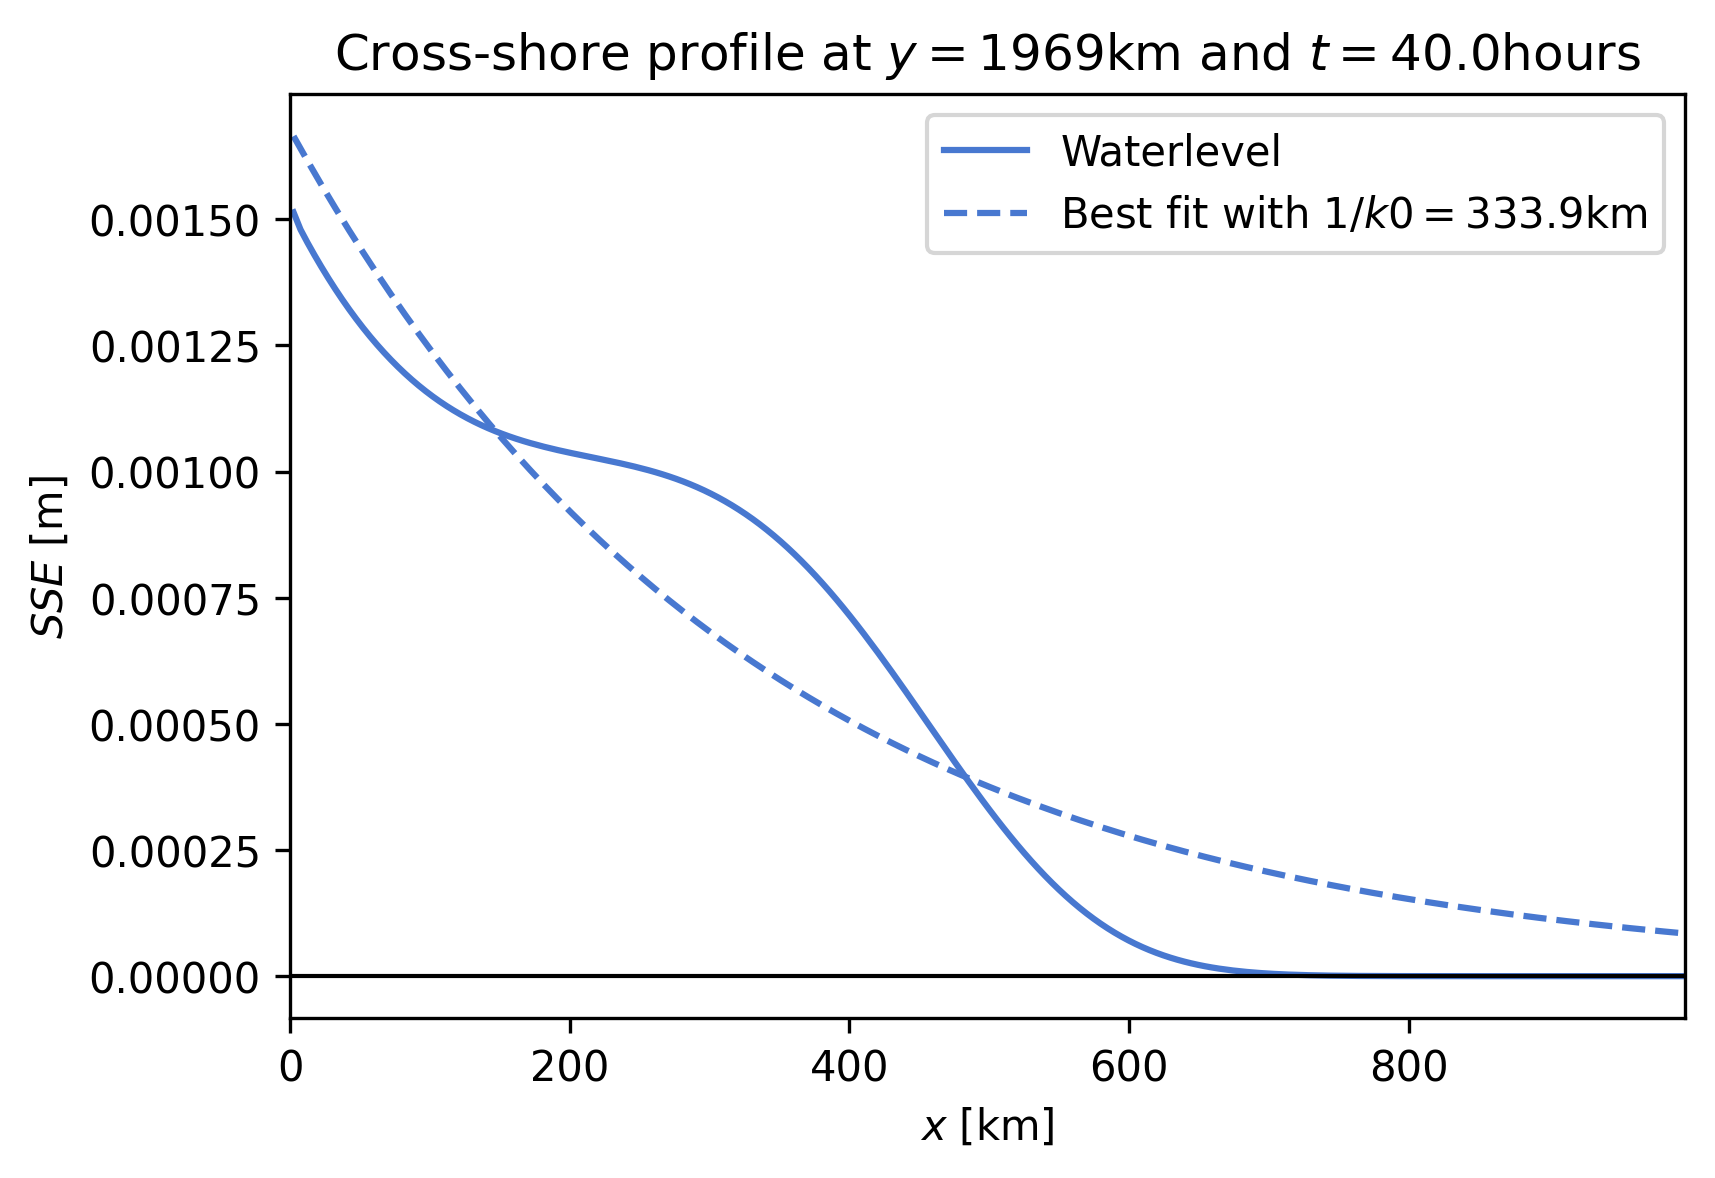 Cross-shore profile at y = 1969km and t = 40.0hours
Waterlevel
Best fit with 1/k0 = 333.9km
0.00150
0.00125
0.00100
0.00075
0.00050
0.00025
0.00000
SSE [m]
0 200 400 600 800
x [km]